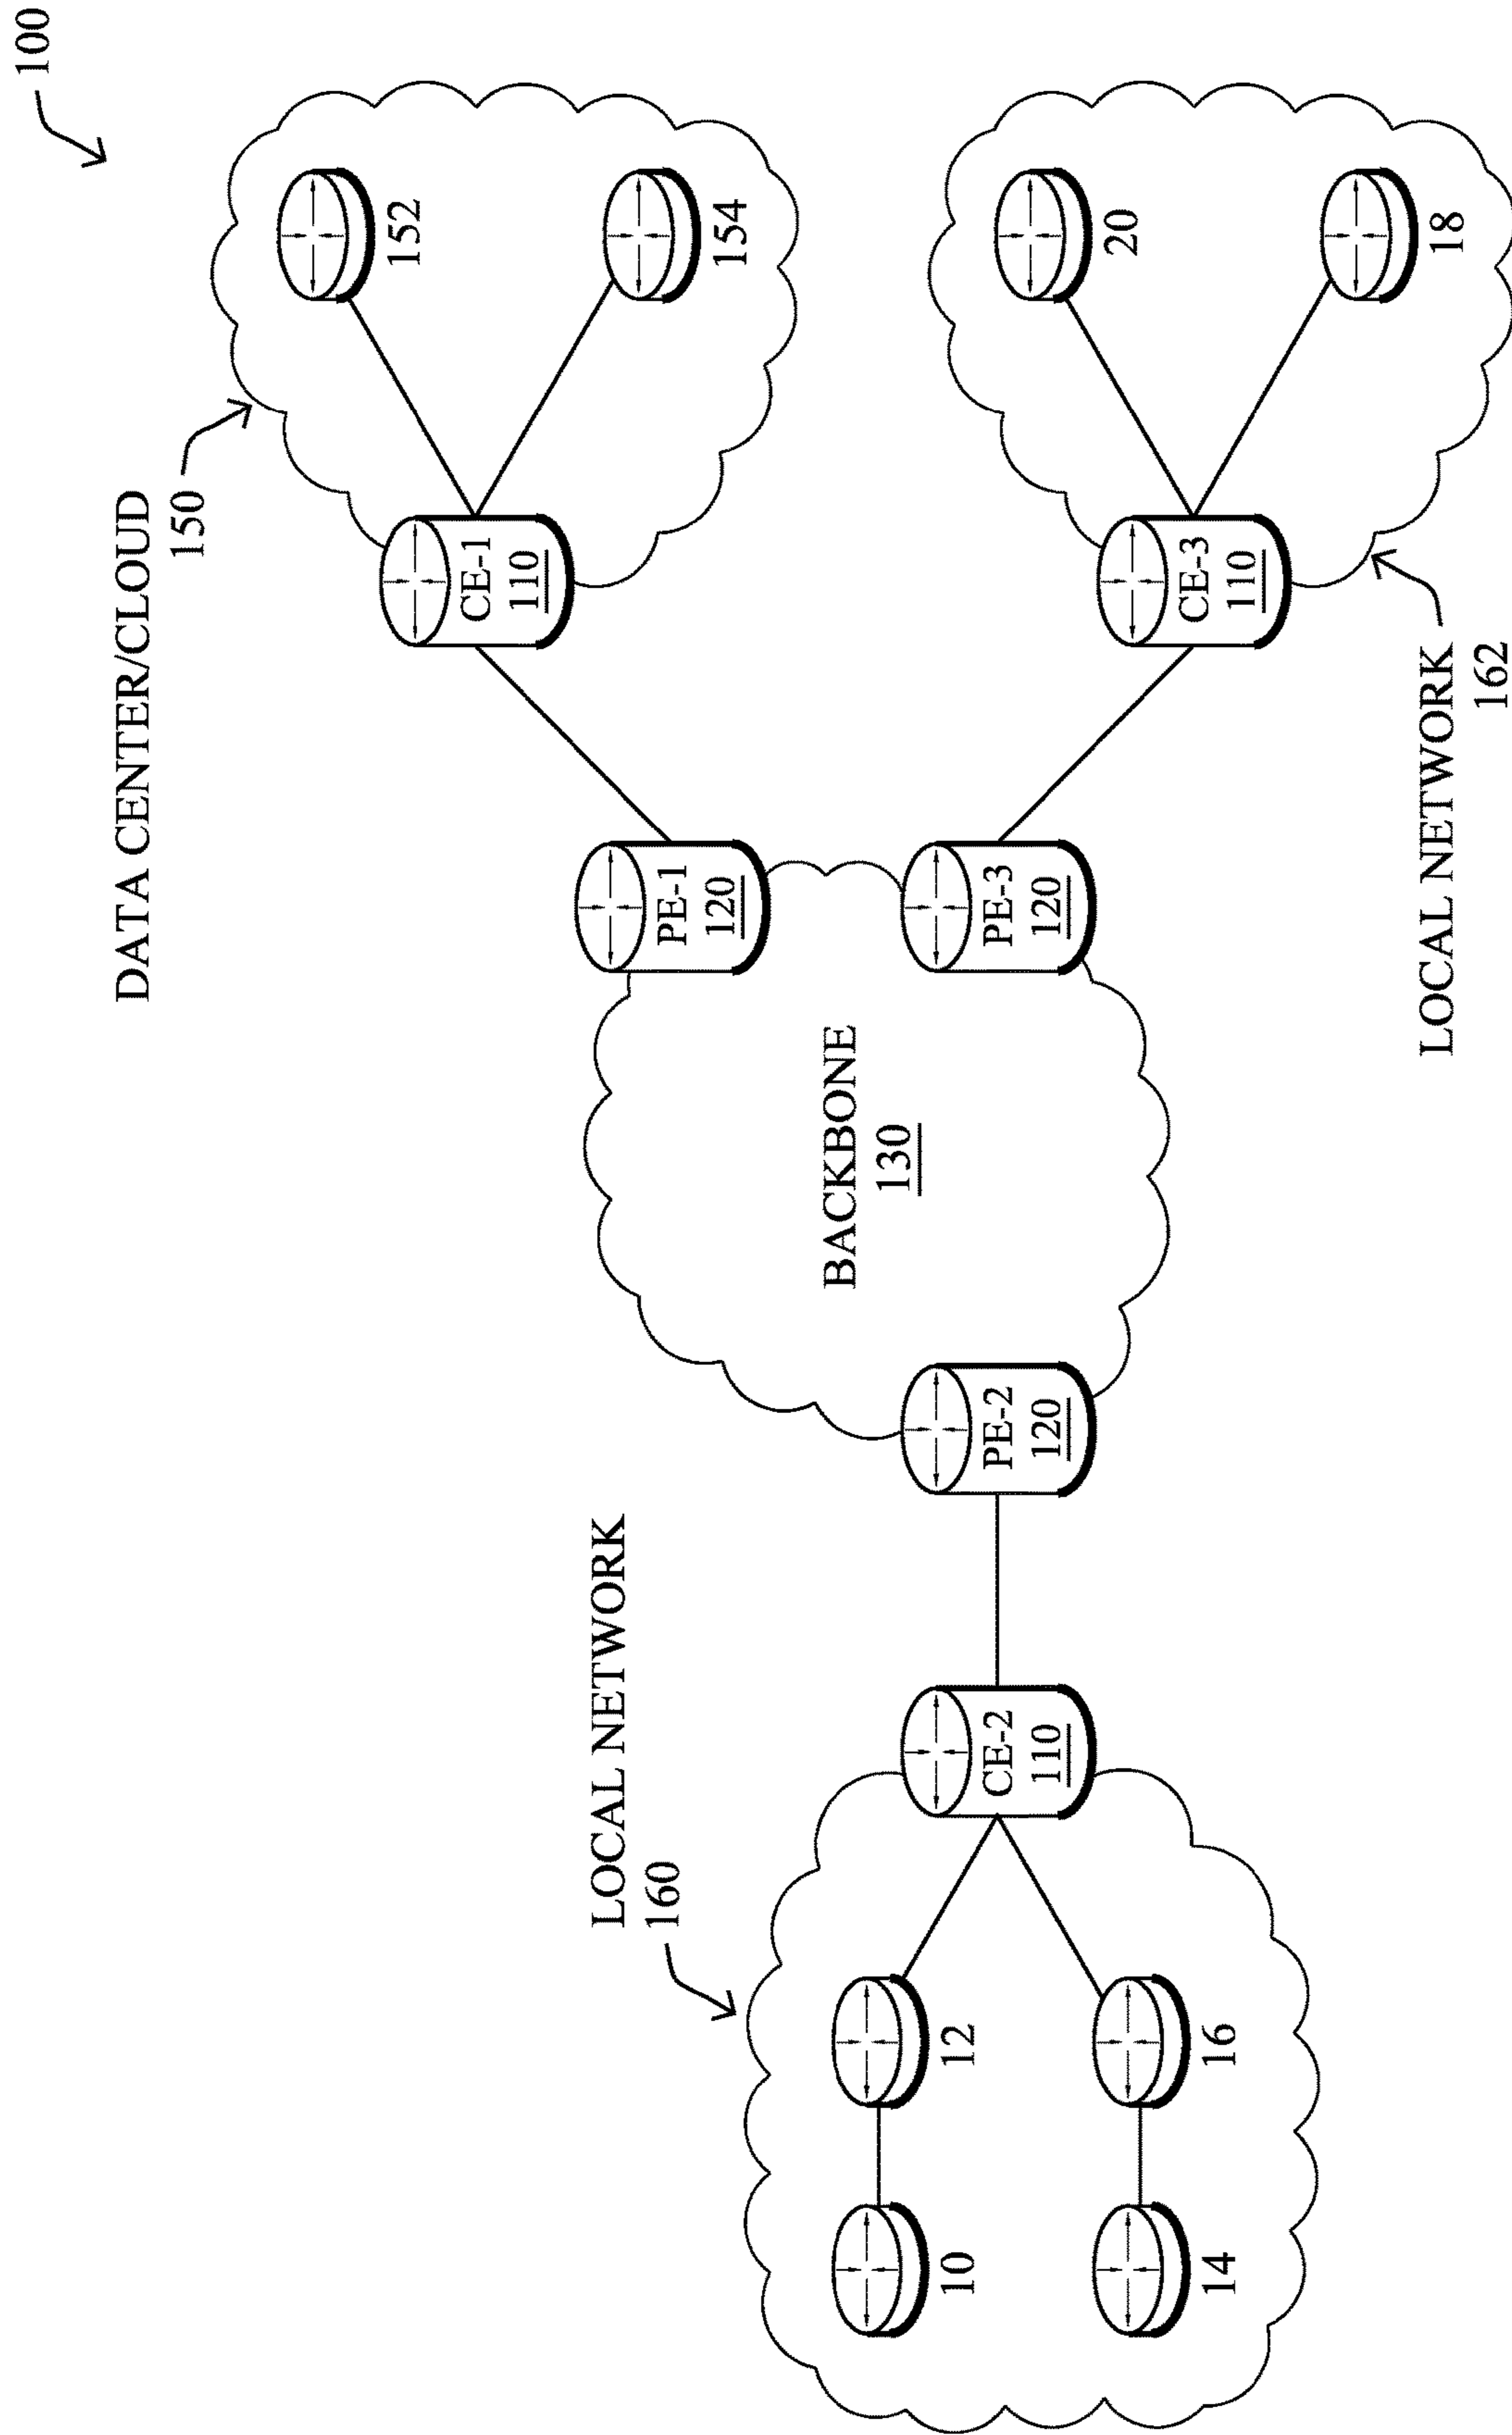 100
DATA CENTER/CLOUD
150
152
154
CE-1
110
PE-1
120
BACKBONE
130
PE-3
120
CE-3
110
20
18
LOCAL NETWORK
162
LOCAL NETWORK
160
PE-2
120
CE-2
110
12
10
16
14